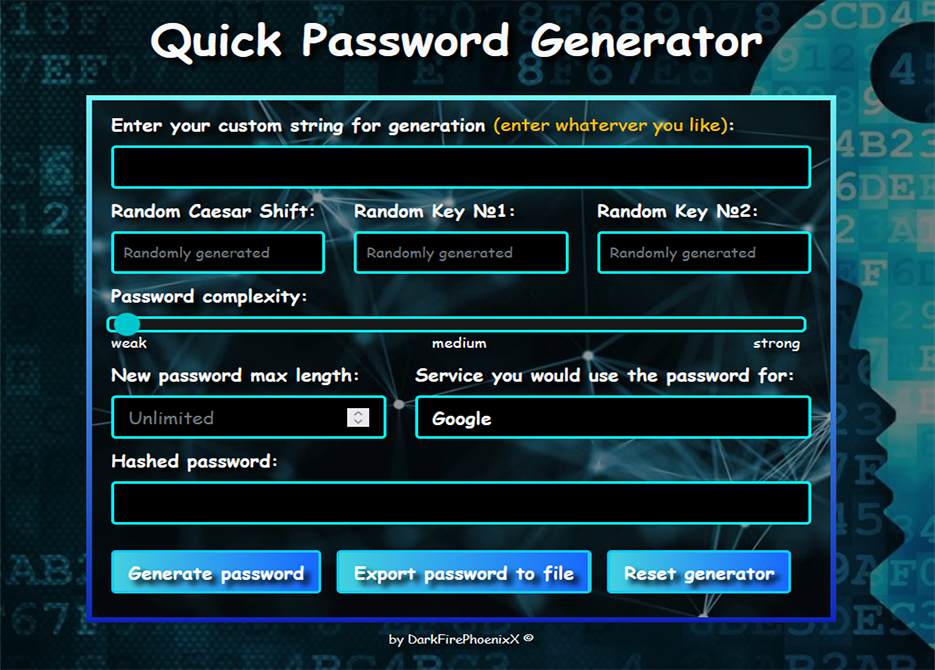 Quick Password Generator
Enter your custom string for generation (enter whaterver you like):
Random Caesar Shift: Random Key №1: Random Key №2:
Randomly generated Randomly generated Randomly generated
Password complexity:
weak medium strong
New password max length: Service you would use the password for:
Unlimited Google
Hashed password:
Generate password Export password to file Reset generator
by DarkFirePhoenixX ©